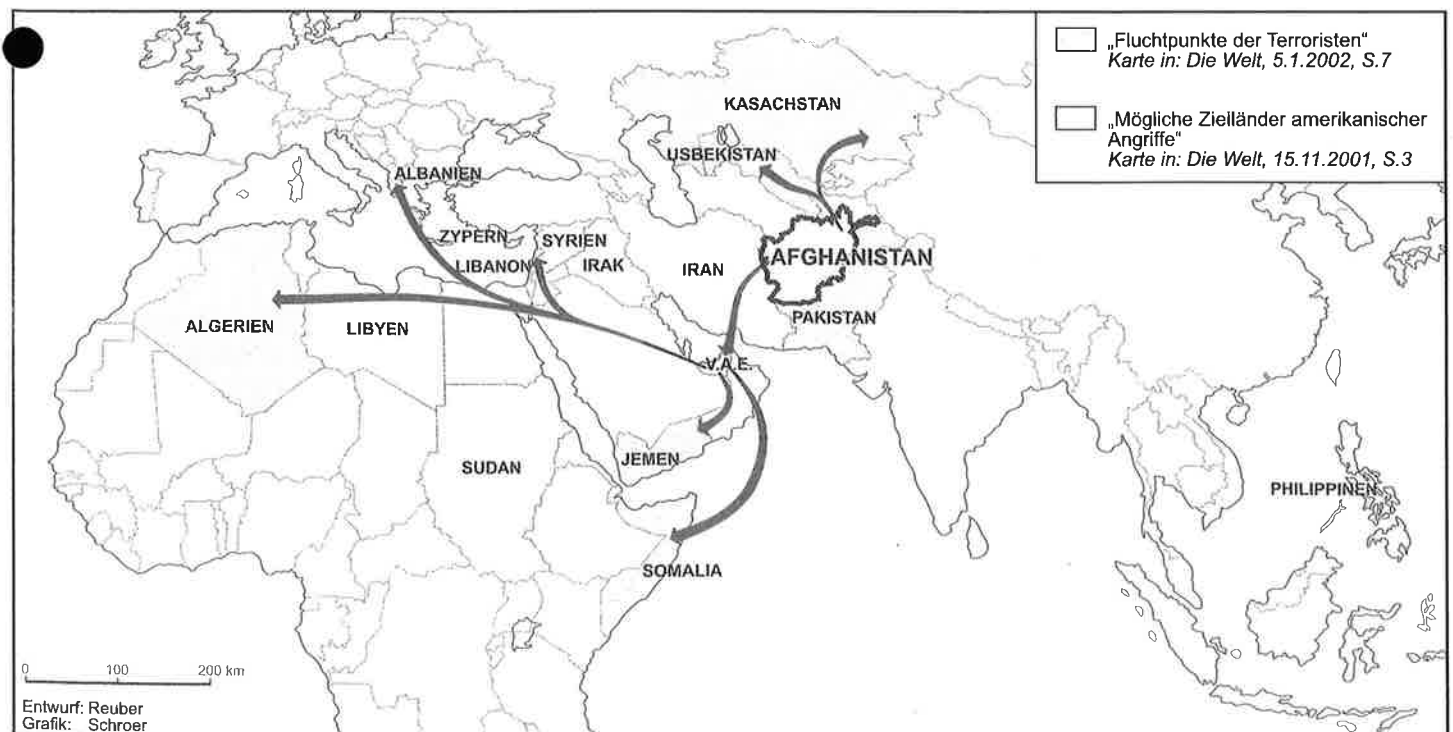 „Fluchtpunkte der Terroristen“
Karte in: Die Welt, 5.1.2002, S.7
„Mögliche Zielländer amerikanischer
Angriffe“
Karte in: Die Welt, 15.11.2001, S.3
KASACHSTAN
USBEKISTAN
ALBANIEN
ZYPERN
SYRIEN
LIBANON
IRAK
IRAN
AFGHANISTAN
PAKISTAN
ALGERIEN
LIBYEN
V.A.E.
JEMEN
SUDAN
PHILIPPINEN
SOMALIA
0 100 200 km
Entwurf: Reuber
Grafik: Schroer